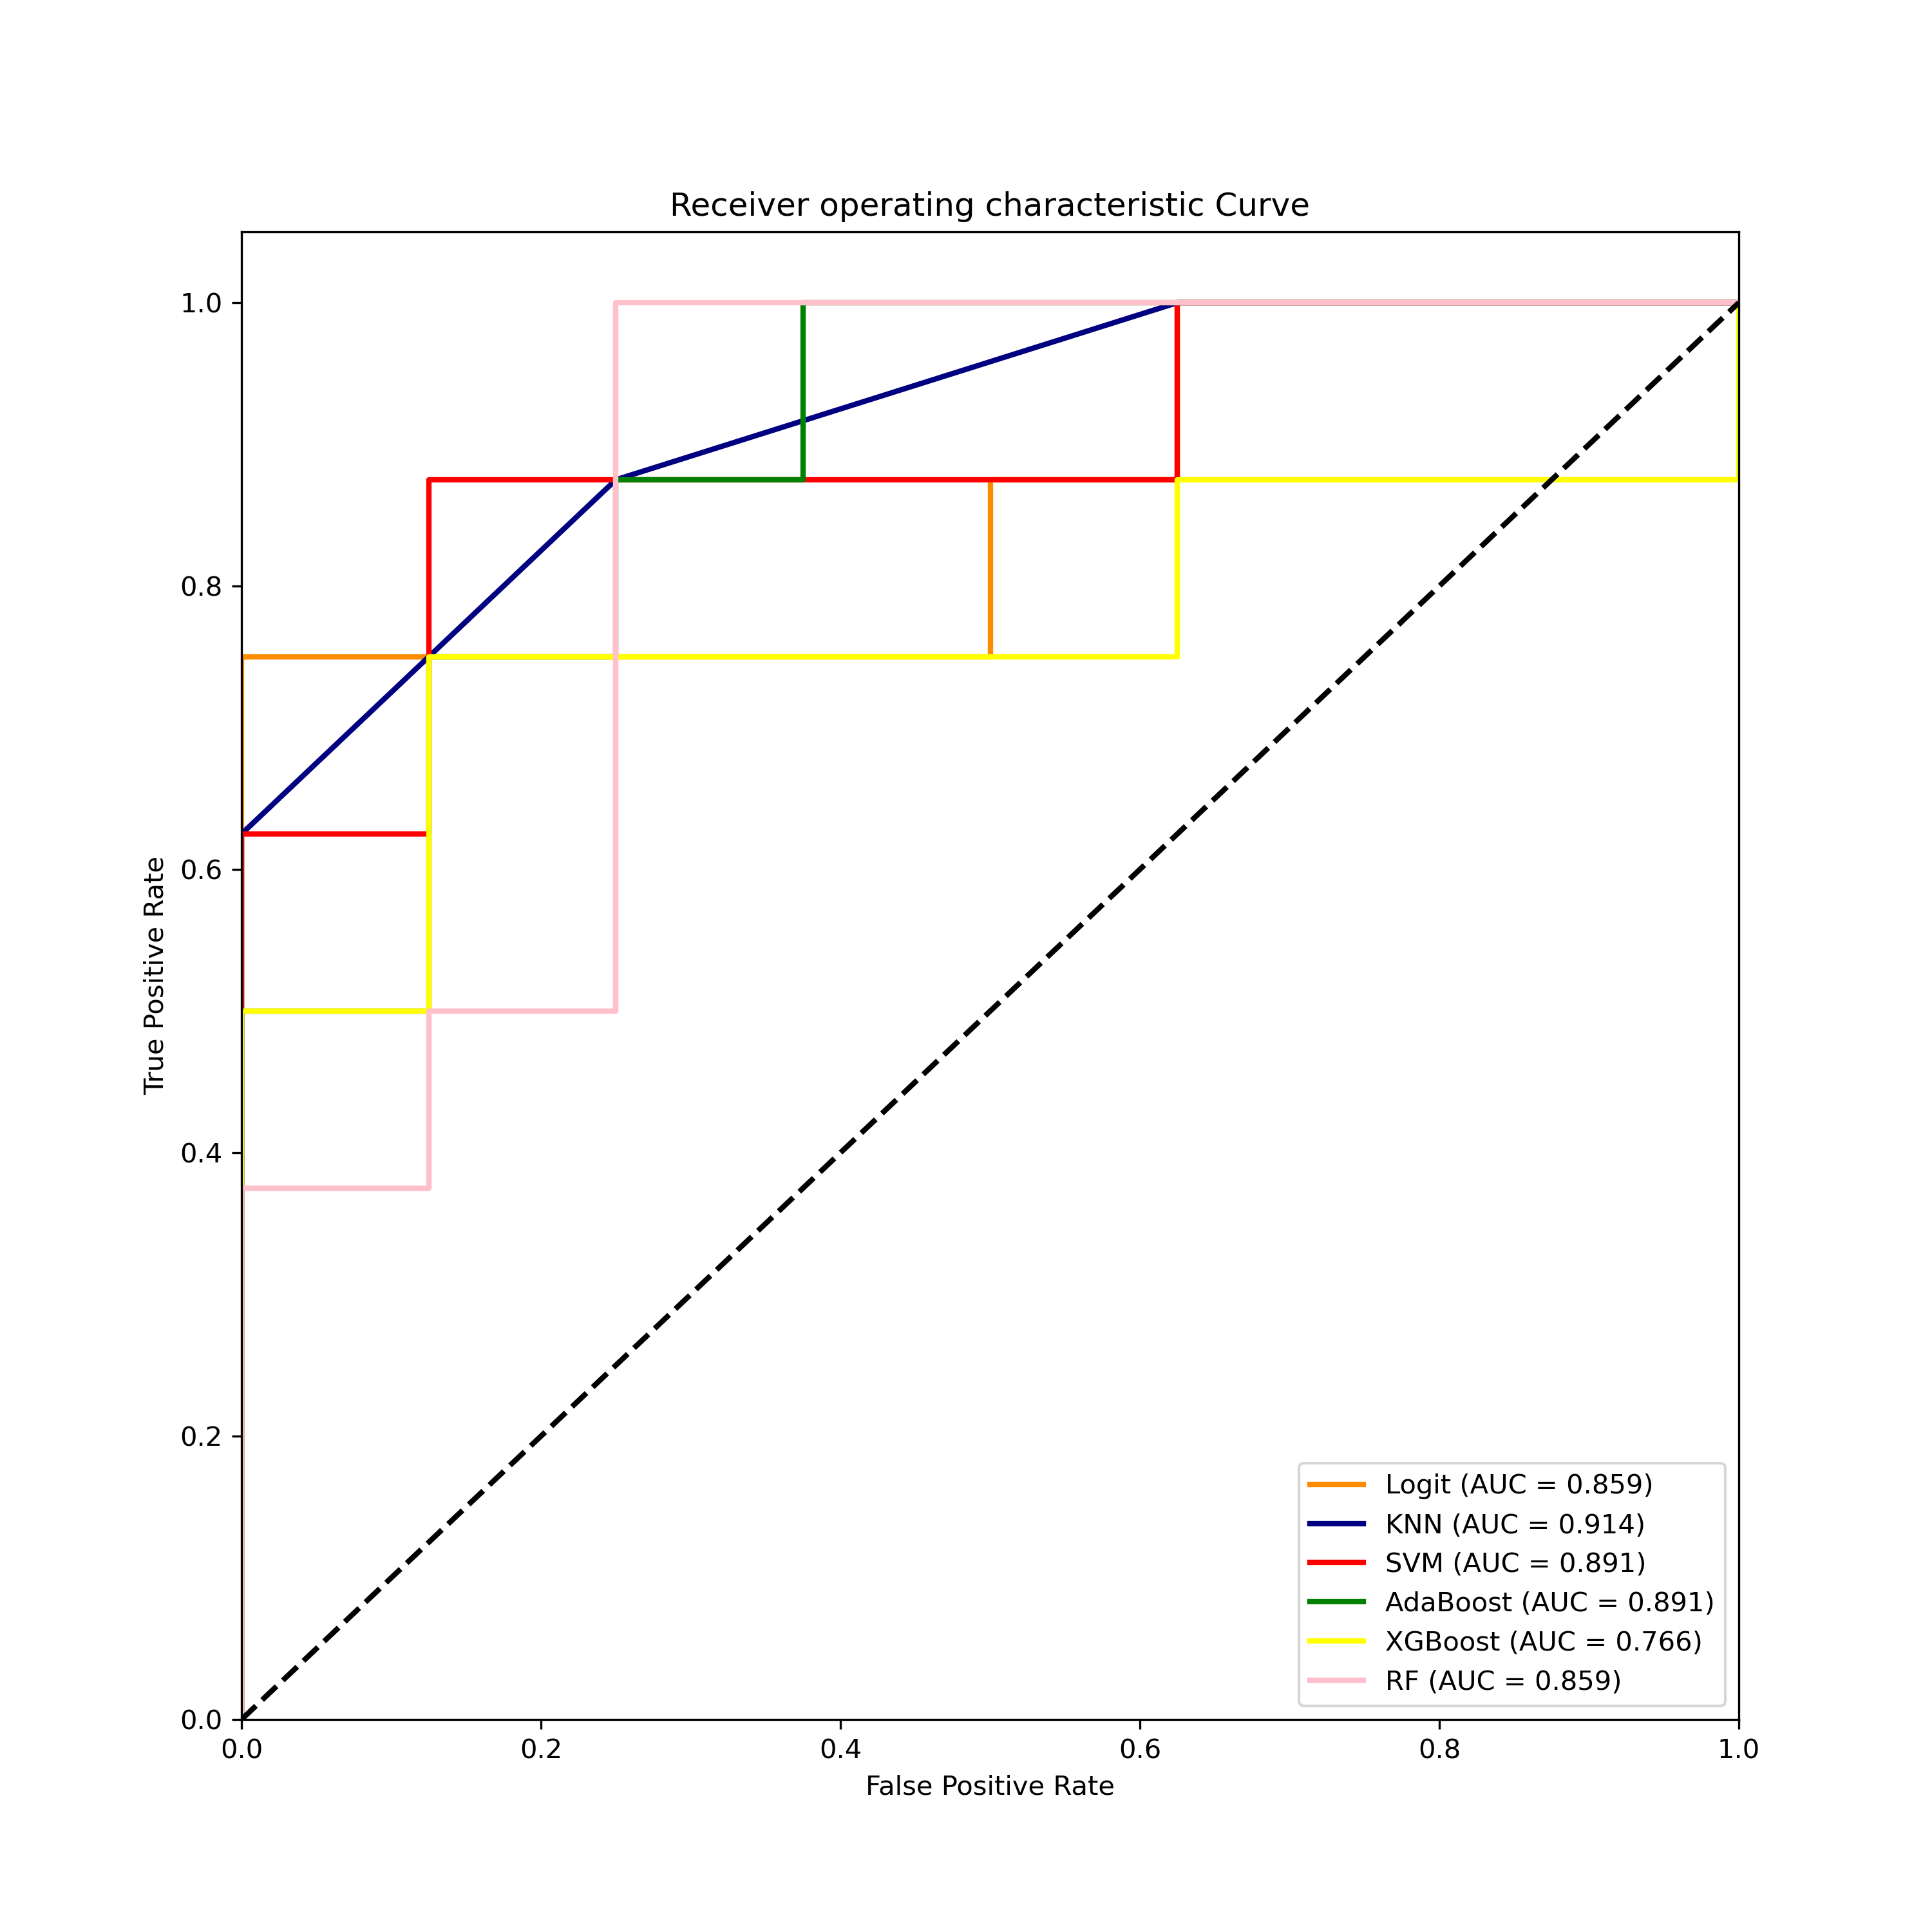 Receiver operating characteristic Curve
1.0
0.8
0.6
0.4
0.2
0.0
True Positive Rate
0.0 0.2 0.4 0.6 0.8 1.0
False Positive Rate
Logit (AUC = 0.859)
KNN (AUC = 0.914)
SVM (AUC = 0.891)
AdaBoost (AUC = 0.891)
XGBoost (AUC = 0.766)
RF (AUC = 0.859)